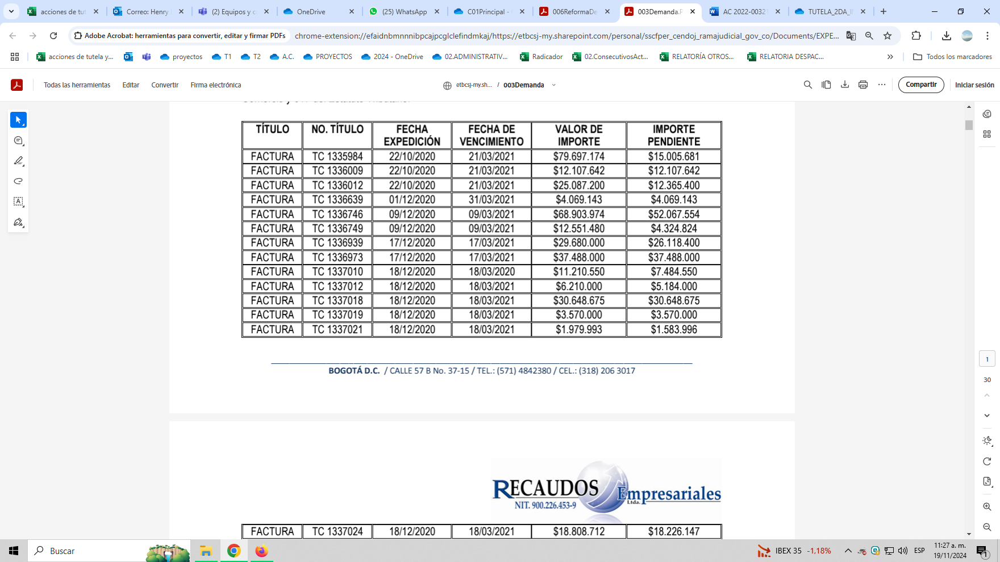 acciones de tut
Correo: Henry
(2) Equipos y c
OneDrive
(25) WhatsApp
C01Principal -
006ReformaDe
003Demanda.P
AC 2022-0032
TUTELA_2DA_I
Adobe Acrobat: herramientas para convertir, editar y firmar PDFs
chrome-extension://efaidnbmnnnibpcajpcglclefindmkaj/https://etbcsj-my.sharepoint.com/personal/sscfper_cendoj_ramajudicial_gov_co/Documents/EXPE...
acciones de tutela y...
proyectos
T1
T2
A.C.
PROYECTOS
2024 - OneDrive
02.ADMINISTRATIV...
Radicador
02.ConsecutivosAct...
RELATORÍA OTROS...
RELATORIA DESPAC...
»
Todos los marcadores
Todas las herramientas
Editar
Convertir
Firma electrónica
etbcsj-my.sh... / 003Demanda
Compartir
Iniciar sesión
TÍTULO NO. TÍTULO FECHA EXPEDICIÓN FECHA DE VENCIMIENTO VALOR DE IMPORTE IMPORTE PENDIENTE
FACTURA TC 1335984 22/10/2020 21/03/2021 $79.697.174 $15.005.681
FACTURA TC 1336009 22/10/2020 21/03/2021 $12.107.642 $12.107.642
FACTURA TC 1336012 22/10/2020 21/03/2021 $25.087.200 $12.365.400
FACTURA TC 1336639 01/12/2020 31/03/2021 $4.069.143 $4.069.143
FACTURA TC 1336746 09/12/2020 09/03/2021 $68.903.974 $52.067.554
FACTURA TC 1336749 09/12/2020 09/03/2021 $12.551.480 $4.324.824
FACTURA TC 1336939 17/12/2020 17/03/2021 $29.680.000 $26.118.400
FACTURA TC 1336973 17/12/2020 17/03/2021 $37.488.000 $37.488.000
FACTURA TC 1337010 18/12/2020 18/03/2020 $11.210.550 $7.484.550
FACTURA TC 1337012 18/12/2020 18/03/2021 $6.210.000 $5.184.000
FACTURA TC 1337018 18/12/2020 18/03/2021 $30.648.675 $30.648.675
FACTURA TC 1337019 18/12/2020 18/03/2021 $3.570.000 $3.570.000
FACTURA TC 1337021 18/12/2020 18/03/2021 $1.979.993 $1.583.996
BOGOTÁ D.C. / CALLE 57 B No. 37-15 / TEL.: (571) 4842380 / CEL.: (318) 206 3017
1
30
RECAUDOS Empresariales
Ltda.
NIT. 900.226.453-9
FACTURA TC 1337024 18/12/2020 18/03/2021 $18.808.712 $18.226.147
Buscar
IBEX 35 -1,18%
ESP
11:27 a. m.
19/11/2024
1